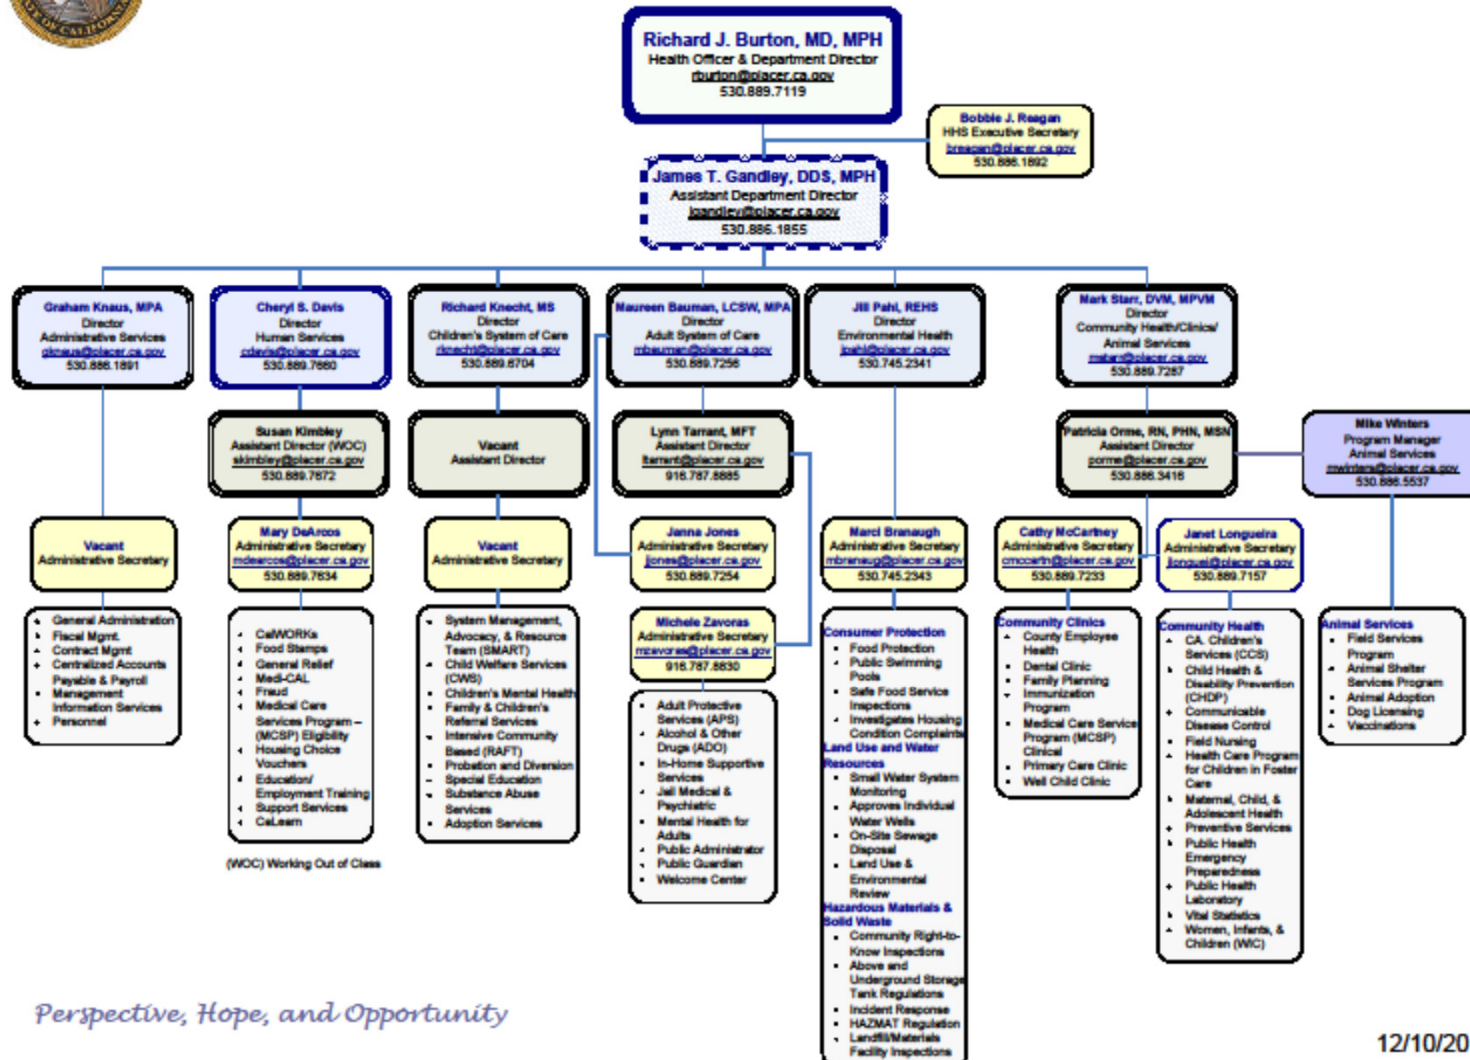 OF CALIFORNIA
Richard J. Burton, MD, MPH
Health Officer & Department Director
rburton@placer.ca.gov
530.889.7119
Bobbie J. Reagan
HHS Executive Secretary
breagan@placer.ca.gov
530.886.1892
James T. Gandley, DDS, MPH
Assistant Department Director
jgandley@placer.ca.gov
530.886.1855
Graham Knaus, MPA
Director
Administrative Services
gknaus@placer.ca.gov
530.886.1891
Cheryl S. Davis
Director
Human Services
cdavis@placer.ca.gov
530.889.7660
Richard Knecht, MS
Director
Children's System of Care
rknecht@placer.ca.gov
530.889.6704
Maureen Bauman, LCSW, MPA
Director
Adult System of Care
mbauman@placer.ca.gov
530.889.7256
Jill Pahl, REHS
Director
Environmental Health
jpahl@placer.ca.gov
530.745.2341
Mark Starr, DVM, MPVM
Director
Community Health/Clinics/
Animal Services
mstarr@placer.ca.gov
530.889.7287
Susan Kimbley
Assistant Director (WOC)
skimbley@placer.ca.gov
530.889.7672
Vacant
Assistant Director
Lynn Tarrant, MFT
Assistant Director
ltarrant@placer.ca.gov
916.787.8885
Patricia Orme, RN, PHN, MSN
Assistant Director
porme@placer.ca.gov
530.886.3416
Mike Winters
Program Manager
Animal Services
mwinters@placer.ca.gov
530.886.5537
Vacant
Administrative Secretary
Mary DeArcos
Administrative Secretary
mdearcos@placer.ca.gov
530.889.7634
Vacant
Administrative Secretary
Janna Jones
Administrative Secretary
jjones@placer.ca.gov
530.889.7254
Marci Branaugh
Administrative Secretary
mbranaug@placer.ca.gov
530.745.2343
Cathy McCartney
Administrative Secretary
cmccartn@placer.ca.gov
530.889.7233
Janet Longueira
Administrative Secretary
jlonguei@placer.ca.gov
530.889.7157
Michele Zavoras
Administrative Secretary
mzavoras@placer.ca.gov
916.787.8830
General Administration
Fiscal Mgmt.
Contract Mgmt
Centralized Accounts
Payable & Payroll
Management
Information Services
Personnel
CalWORKs
Food Stamps
General Relief
Medi-CAL
Fraud
Medical Care
Services Program –
(MCSP) Eligibility
Housing Choice
Vouchers
Education/
Employment Training
Support Services
CaLearn
(WOC) Working Out of Class
System Management,
Advocacy, & Resource
Team (SMART)
Child Welfare Services
(CWS)
Children's Mental Health
Family & Children's
Referral Services
Intensive Community
Based (RAFT)
Probation and Diversion
Special Education
Substance Abuse
Services
Adoption Services
Adult Protective
Services (APS)
Alcohol & Other
Drugs (ADO)
In-Home Supportive
Services
Jail Medical &
Psychiatric
Mental Health for
Adults
Public Administrator
Public Guardian
Welcome Center
Consumer Protection
Food Protection
Public Swimming
Pools
Safe Food Service
Inspections
Investigates Housing
Condition Complaints
Land Use and Water
Resources
Small Water System
Monitoring
Approves Individual
Water Wells
On-Site Sewage
Disposal
Land Use &
Environmental
Review
Hazardous Materials &
Solid Waste
Community Right-to-
Know Inspections
Above and
Underground Storage
Tank Regulations
Incident Response
HAZMAT Regulation
Landfill/Materials
Facility Inspections
Community Clinics
County Employee
Health
Dental Clinic
Family Planning
Immunization
Program
Medical Care Service
Program (MCSP)
Clinical
Primary Care Clinic
Well Child Clinic
Community Health
CA. Children's
Services (CCS)
Child Health &
Disability Prevention
(CHDP)
Communicable
Disease Control
Field Nursing
Health Care Program
for Children in Foster
Care
Maternal, Child, &
Adolescent Health
Preventive Services
Public Health
Emergency
Preparedness
Public Health
Laboratory
Vital Statistics
Women, Infants, &
Children (WIC)
Animal Services
Field Services
Program
Animal Shelter
Services Program
Animal Adoption
Dog Licensing
Vaccinations
Perspective, Hope, and Opportunity
12/10/20